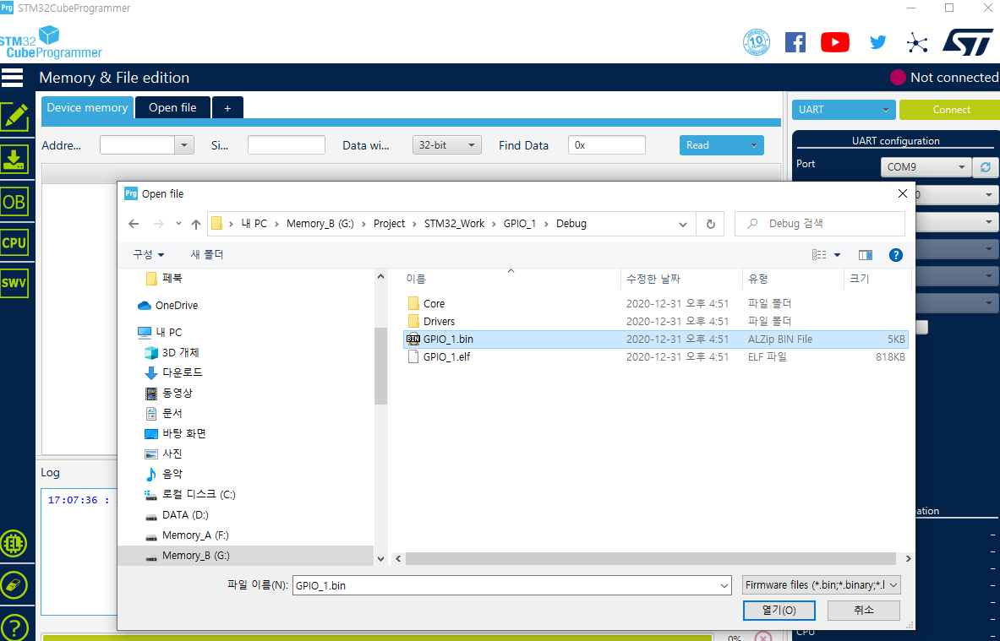 Prg STM32CubeProgrammer
STM32
CubeProgrammer
10
ST
Memory & File edition
Not connected
Device memory Open file +
UART Connect
Addre... Si... Data wi... 32-bit Find Data 0x Read
UART configuration
Port COM9
0
OB
CPU
SWV
Prg Open file
내 PC > Memory_B (G:) > Project > STM32_Work > GPIO_1 > Debug
Debug 검색
구성 새 폴더
페북
OneDrive
내 PC
3D 개체
다운로드
동영상
문서
바탕 화면
사진
음악
로컬 디스크 (C:)
DATA (D:)
Memory_A (F:)
Memory_B (G:)
이름 수정한 날짜 유형 크기
Core 2020-12-31 오후 4:51 파일 폴더
Drivers 2020-12-31 오후 4:51 파일 폴더
BIN GPIO_1.bin 2020-12-31 오후 4:51 ALZip BIN File 5KB
GPIO_1.elf 2020-12-31 오후 4:51 ELF 파일 818KB
파일 이름(N): GPIO_1.bin
Firmware files (*.bin;*.binary;*.
열기(O) 취소
Log
17:07:36 :
ation
-
-
-
-
-
-
CPU -
0%